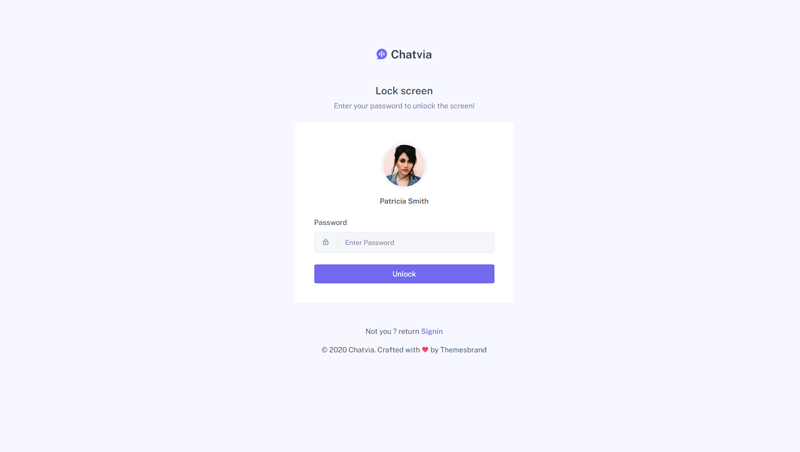 Chatvia
Lock screen
Enter your password to unlock the screen!
Patricia Smith
Password
Enter Password
Unlock
Not you ? return Signin
© 2020 Chatvia. Crafted with ❤ by Themesbrand